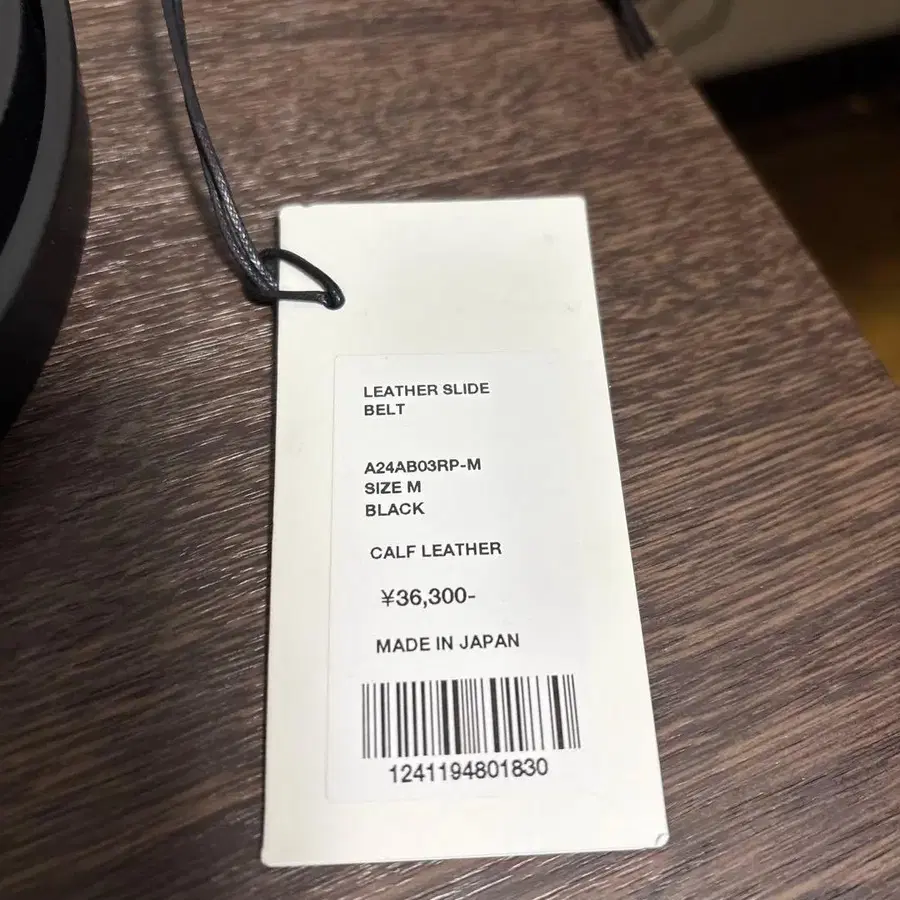 LEATHER SLIDE
BELT
A24AB03RP-M
SIZE M
BLACK
CALF LEATHER
¥36,300-
MADE IN JAPAN
1241194801830